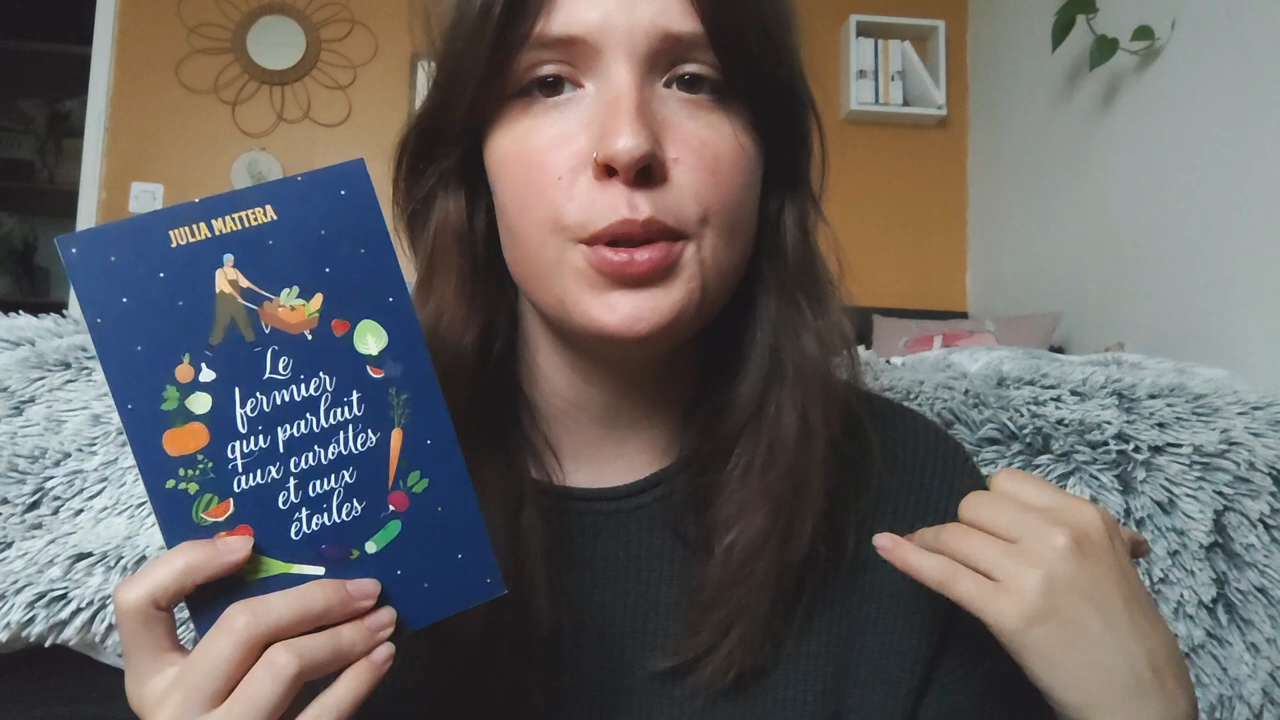 JULIA MATTERA
Le
fermier
qui parlait
aux carottes
et aux
étoiles